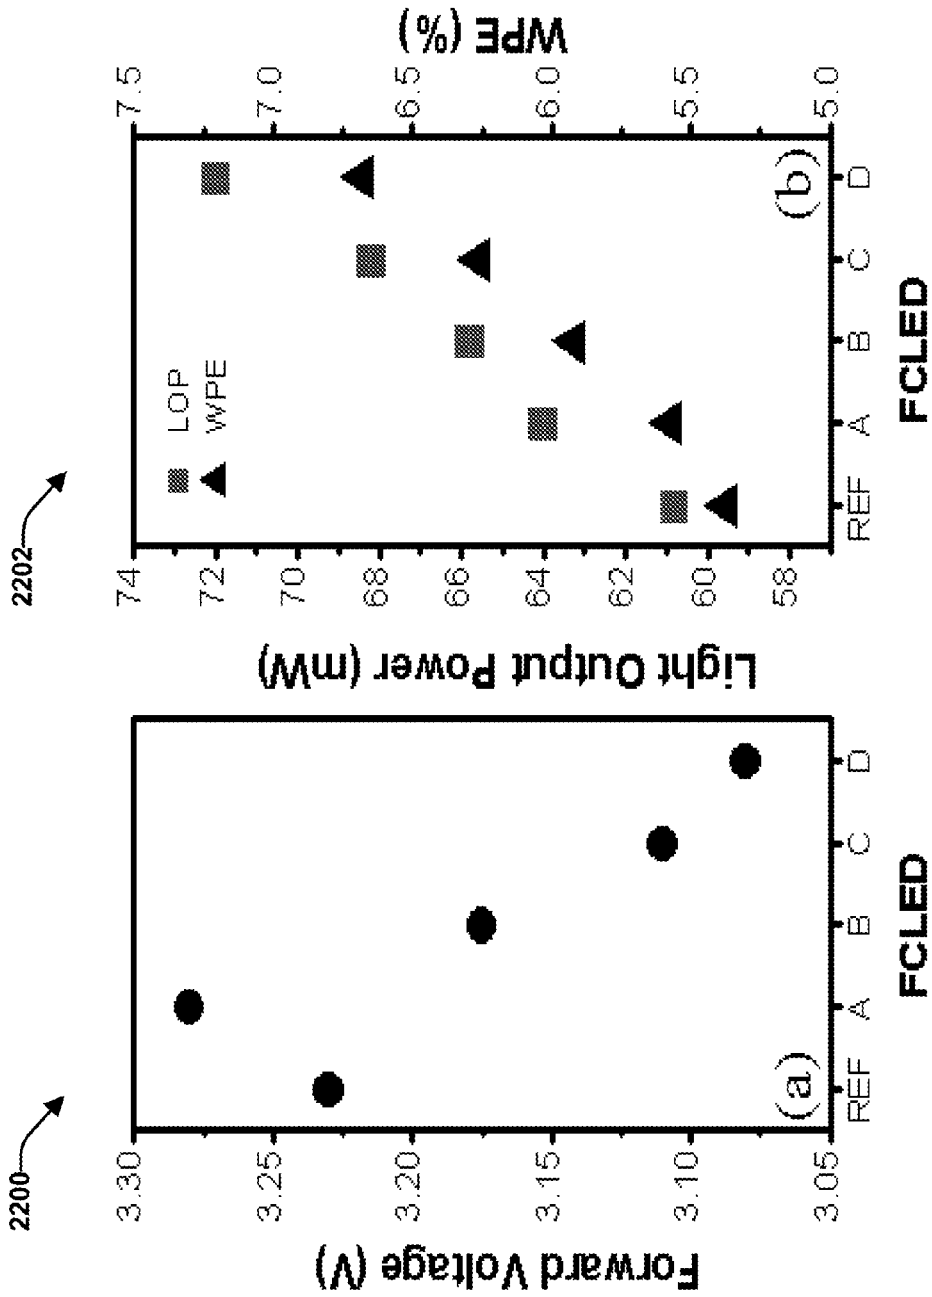 2200
3.30
3.25
3.20
3.15
3.10
3.05
Forward Voltage (V)
REF A B C D
FCLED
(a)
2202
74
72
70
68
66
64
62
60
58
Light Output Power (mW)
LOP
WPE
7.5
7.0
6.5
6.0
5.5
5.0
WPE (%)
REF A B C D
FCLED
(b)